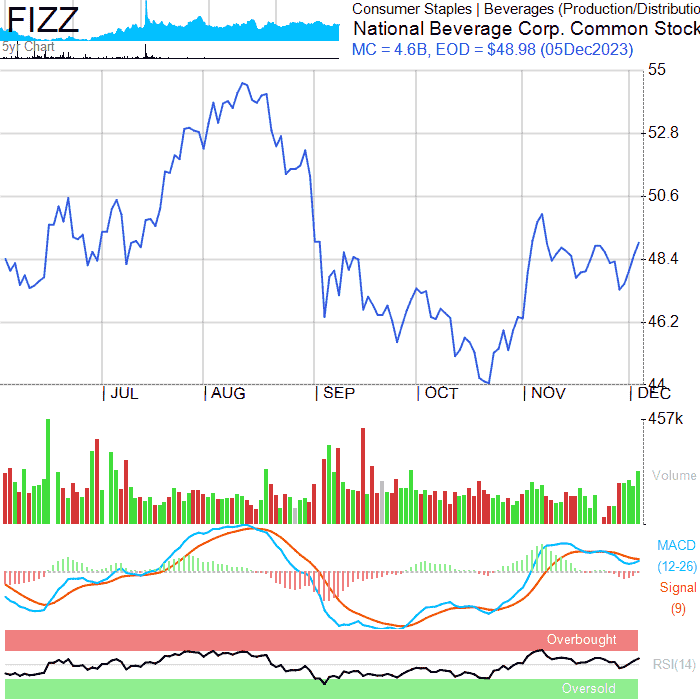 FIZZ
5yr Chart
Consumer Staples | Beverages (Production/Distributio
National Beverage Corp. Common Stock
MC = 4.6B, EOD = $48.98 (05Dec2023)
55
52.8
50.6
48.4
46.2
44
JUL AUG SEP OCT NOV DEC
457k
Volume
MACD
(12-26)
Signal
(9)
Overbought
RSI(14)
Oversold